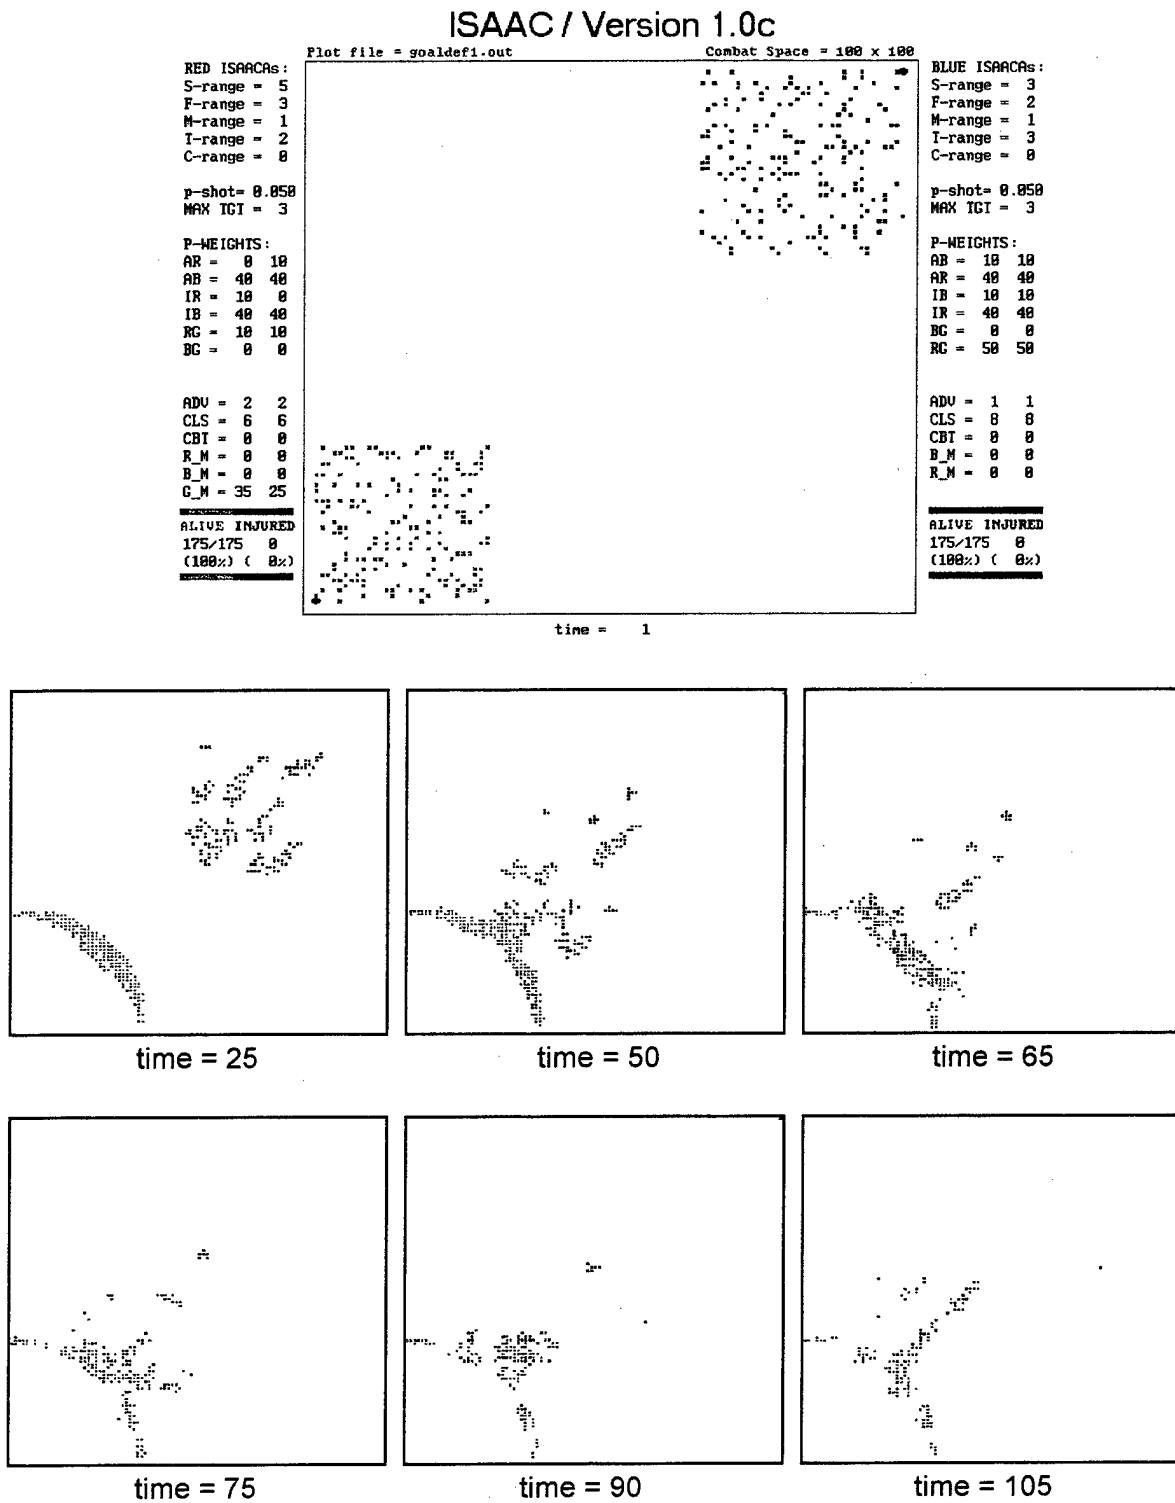 ISAAC / Version 1.0c
Plot file = goaldef1.out
Combat Space = 100 x 100
RED ISAACAs:
S-range = 5
F-range = 3
M-range = 1
T-range = 2
C-range = 0
p-shot= 0.050
MAX TGT = 3
P-WEIGHTS:
AR = 0 10
AB = 40 40
IR = 10 0
IB = 40 40
RG = 10 10
BG = 0 0
ADV = 2 2
CLS = 6 6
CBT = 0 0
R_M = 0 0
B_M = 0 0
G_M = 35 25
ALIVE INJURED
175/175 0
(100%) ( 0%)
BLUE ISAACAs:
S-range = 3
F-range = 2
M-range = 1
T-range = 3
C-range = 0
p-shot= 0.050
MAX TGT = 3
P-WEIGHTS:
AB = 10 10
AR = 40 40
IB = 10 10
IR = 40 40
BG = 0 0
RG = 50 50
ADV = 1 1
CLS = 8 8
CBT = 0 0
B_M = 0 0
R_M = 0 0
ALIVE INJURED
175/175 0
(100%) ( 0%)
time = 1
time = 25
time = 50
time = 65
time = 75
time = 90
time = 105